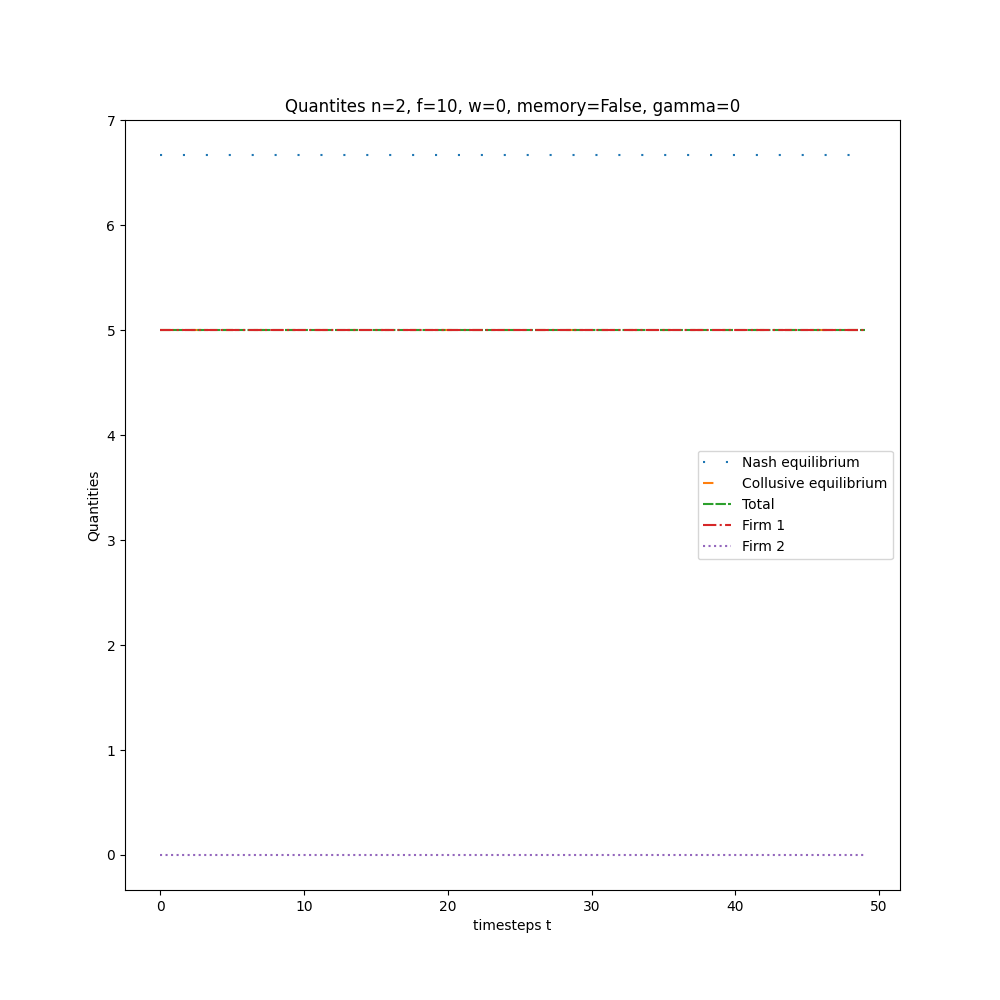 Quantites n=2, f=10, w=0, memory=False, gamma=0
7
6
5
4
3
2
1
0
Quantities
Nash equilibrium
Collusive equilibrium
Total
Firm 1
Firm 2
0 10 20 30 40 50
timesteps t